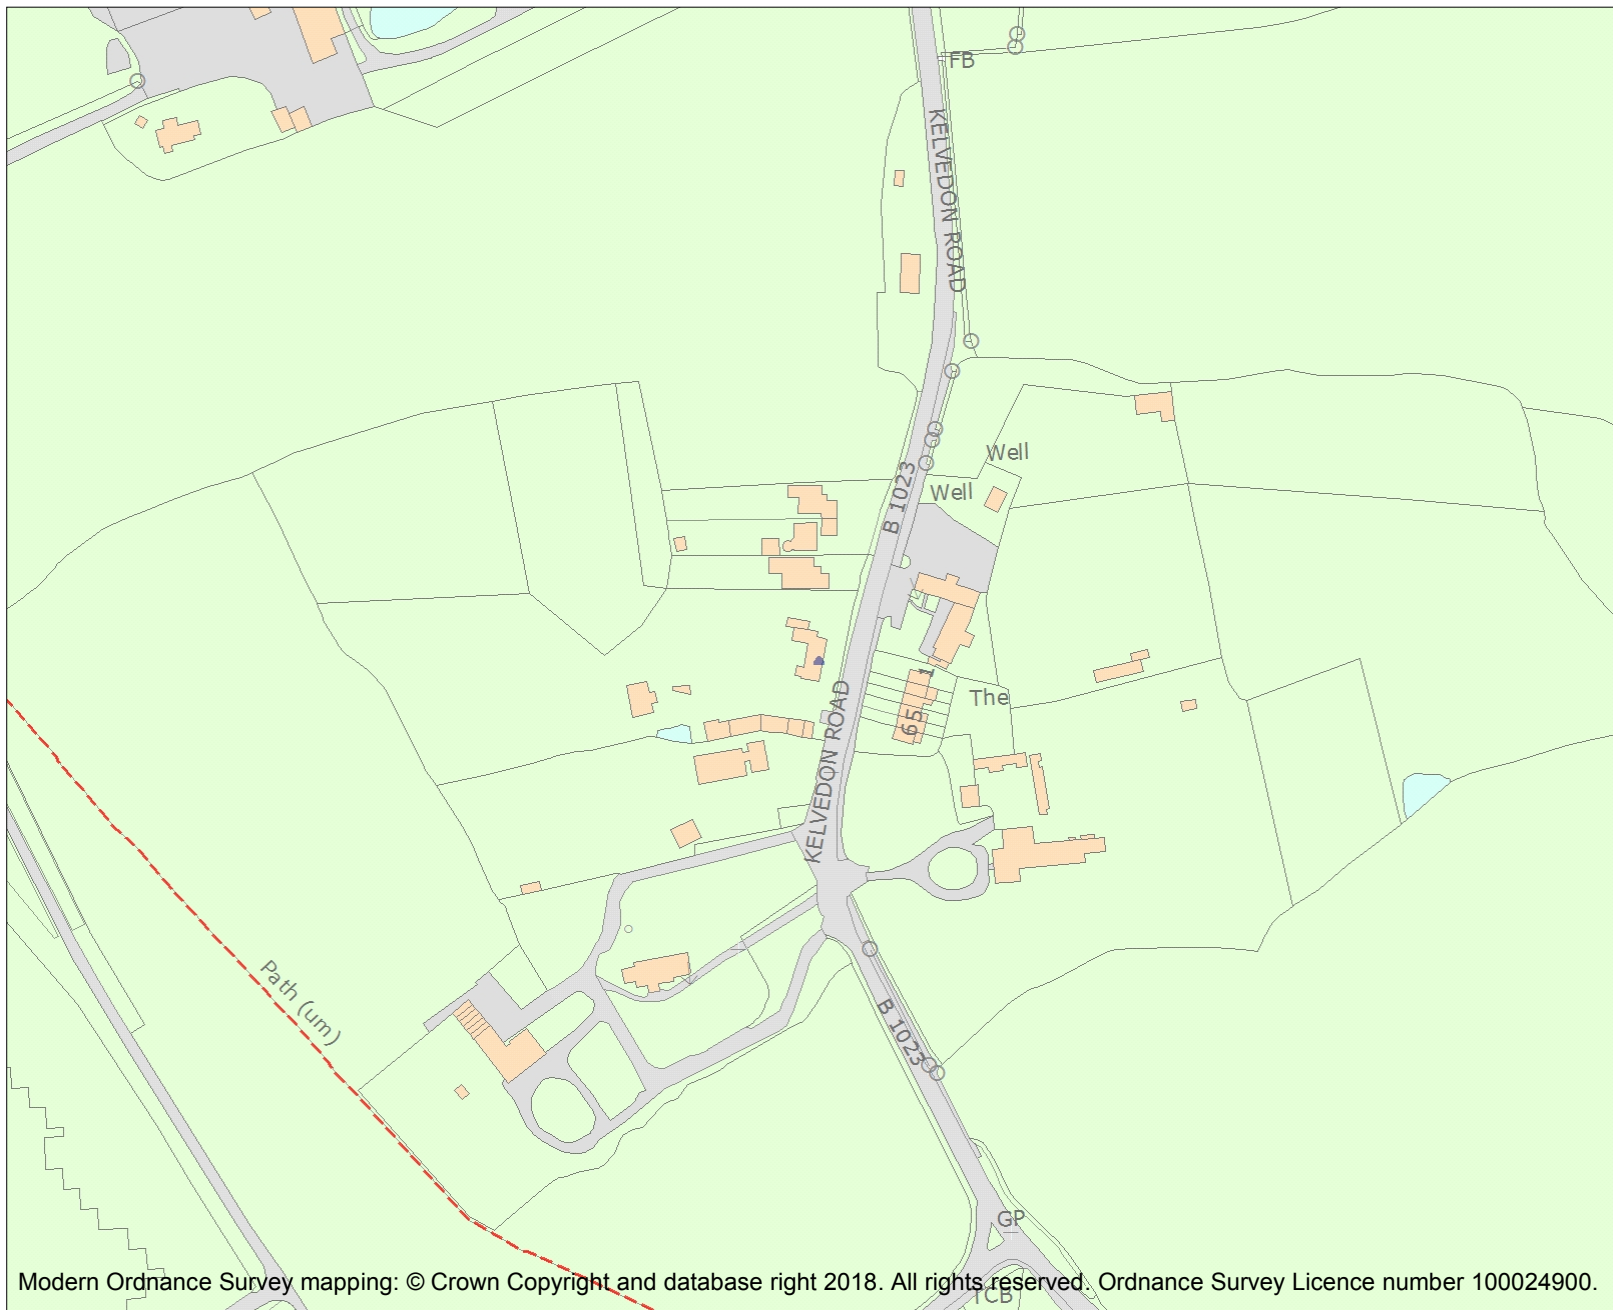 FB
KELVEDON ROAD
Well
Well
B 1023
1
The
65
KELVEDON ROAD
Path (um)
B 1023
GP
Modern Ordnance Survey mapping: © Crown Copyright and database right 2018. All rights reserved. Ordnance Survey Licence number 100024900.
TCB